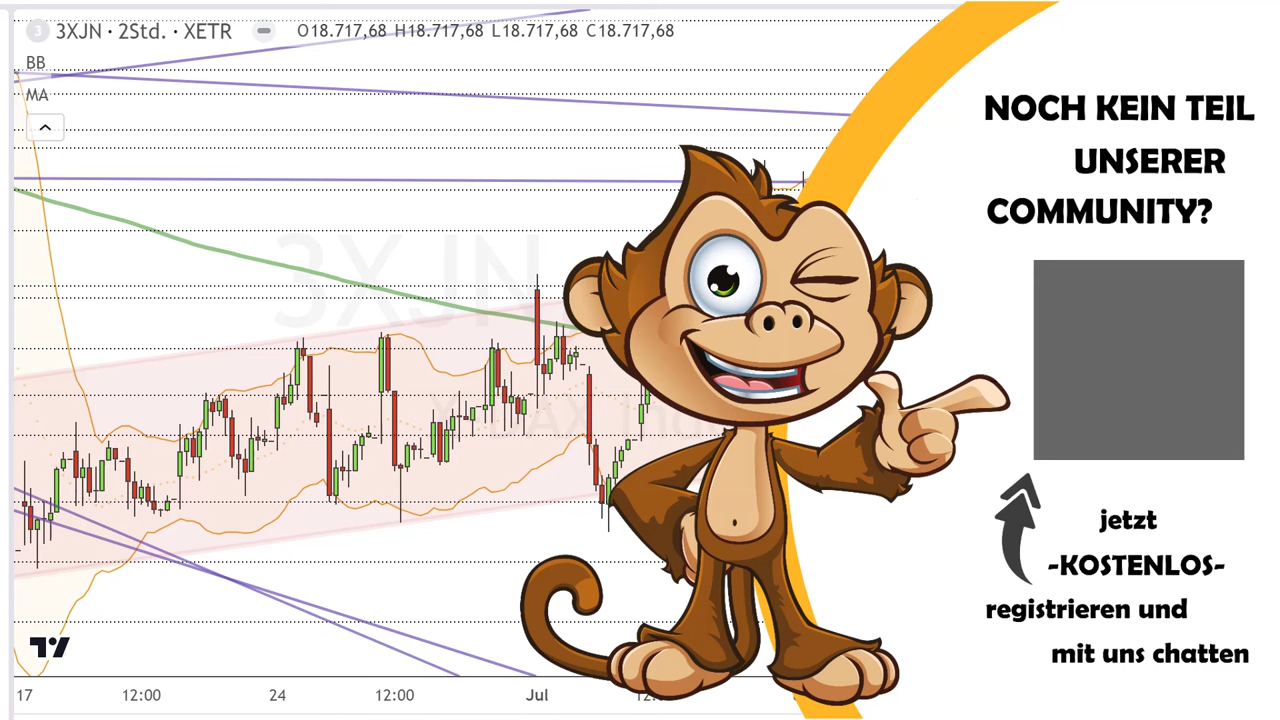 3XJN · 2Std. · XETR O18.717,68 H18.717,68 L18.717,68 C18.717,68
BB
MA
3XJN
NOCH KEIN TEIL
UNSERER
COMMUNITY?
jetzt
-KOSTENLOS-
registrieren und
mit uns chatten
17 12:00 24 12:00 Jul